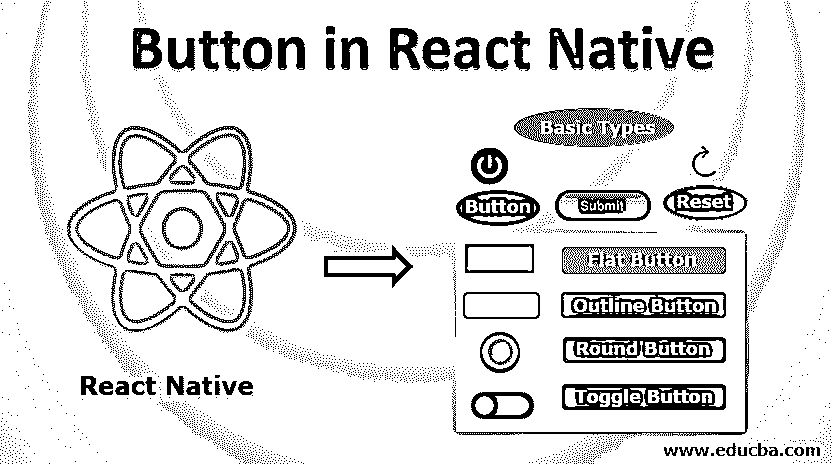 Button in React Native
Basic Types
Button
Submit
Reset
Flat Button
Outline Button
Round Button
Toggle Button
React Native
www.educba.com